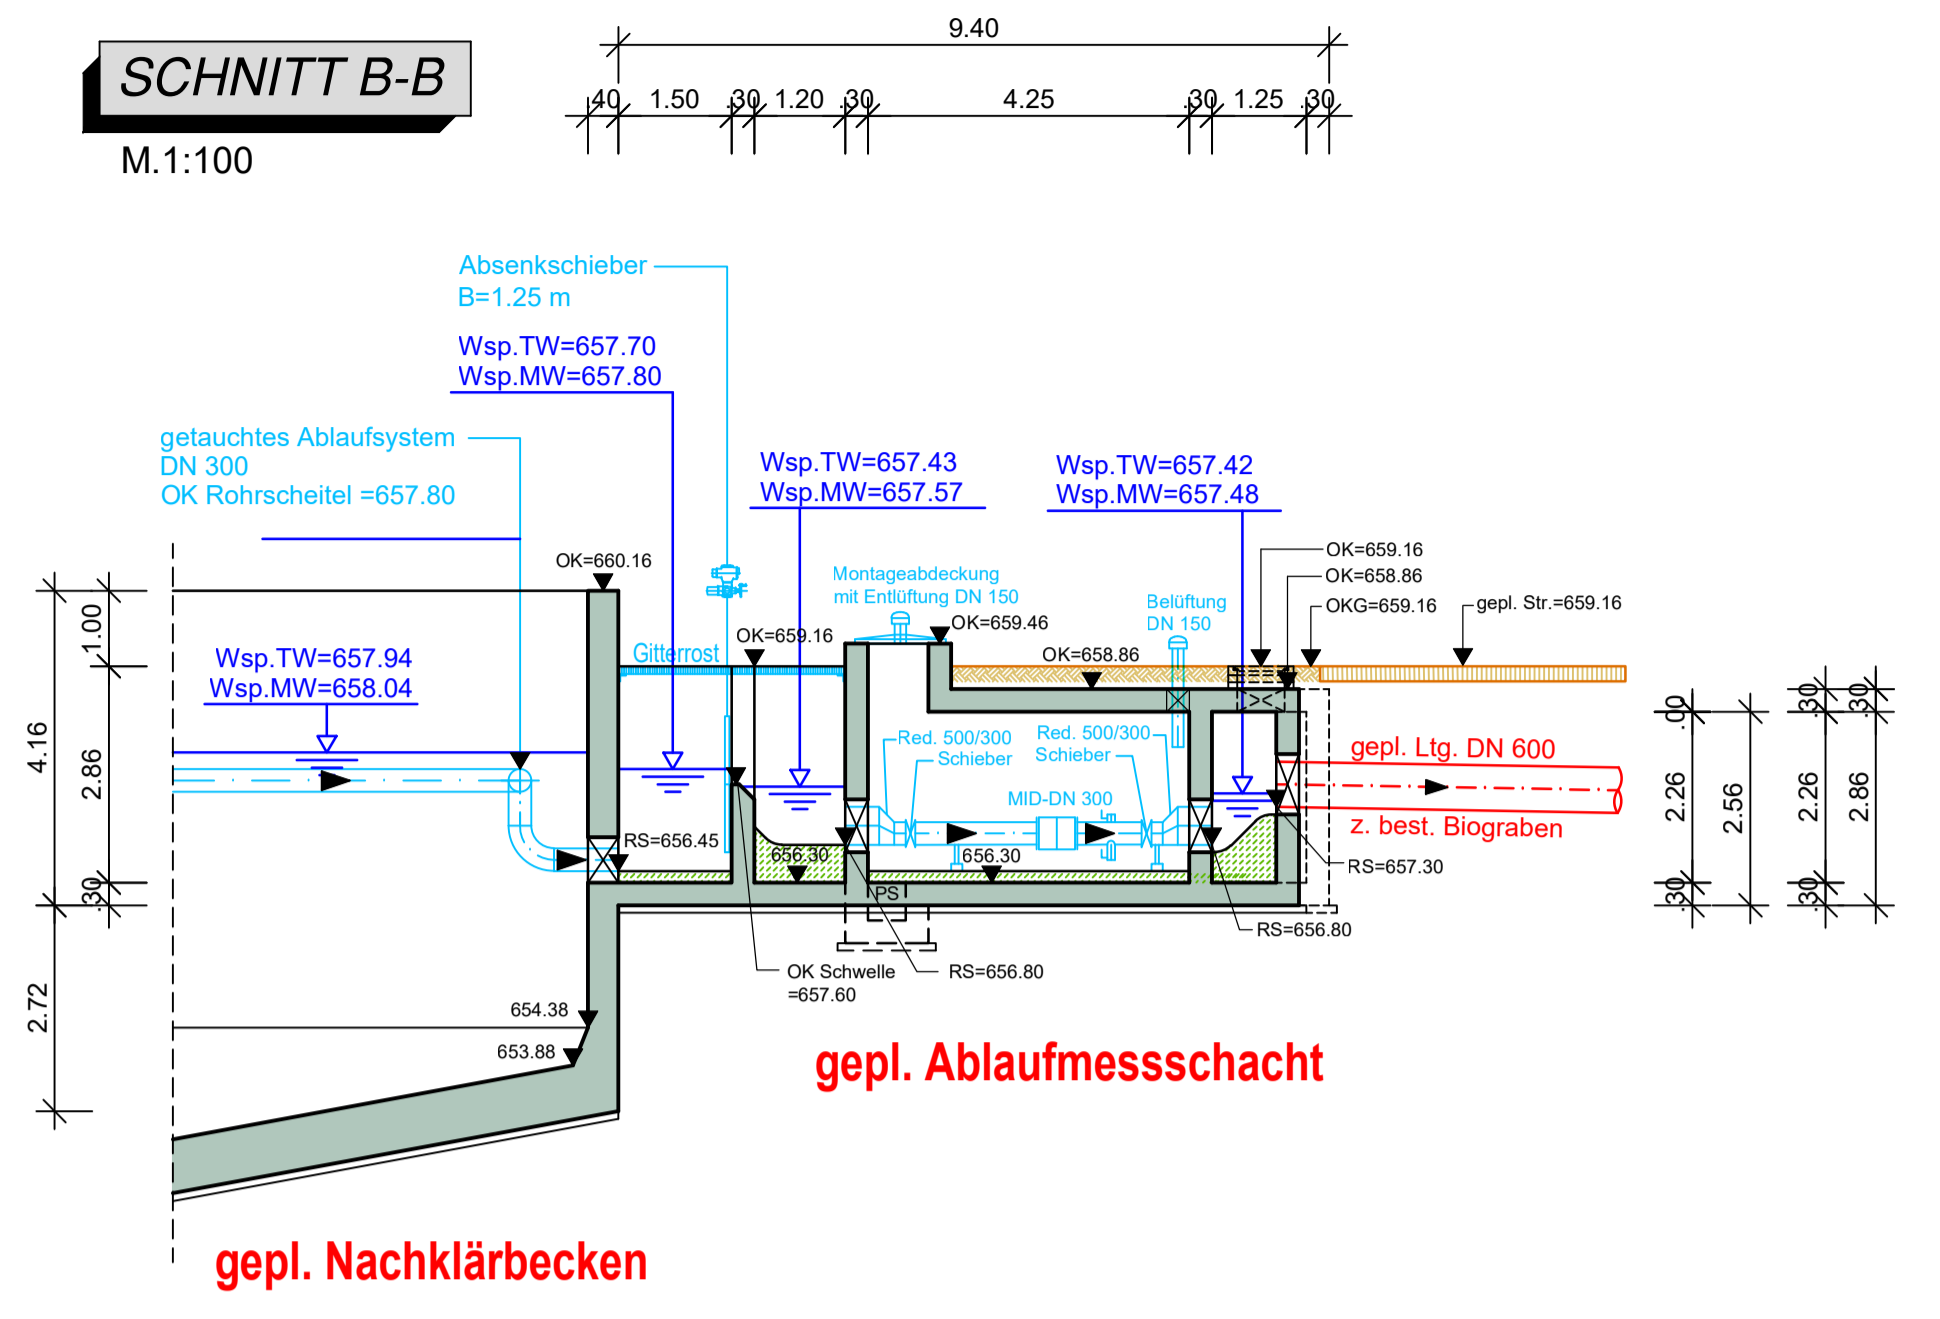 SCHNITT B-B
M.1:100
9.40
.40 1.50 .30 1.20 .30 4.25 .30 1.25 .30
Absenkschieber
B=1.25 m
Wsp.TW=657.70
Wsp.MW=657.80
getauchtes Ablaufsystem
DN 300
OK Rohrscheitel =657.80
Wsp.TW=657.43
Wsp.MW=657.57
Wsp.TW=657.42
Wsp.MW=657.48
OK=660.16
Montageabdeckung
mit Entlüftung DN 150
Belüftung
DN 150
OK=659.16
OK=658.86
OKG=659.16
gepl. Str.=659.16
OK=659.16
OK=659.46
Gitterrost
OK=658.86
Wsp.TW=657.94
Wsp.MW=658.04
1.00
4.16
2.86
.30
2.72
Red. 500/300
Schieber
Red. 500/300
Schieber
MID-DN 300
gepl. Ltg. DN 600
z. best. Biograben
RS=656.45
656.30
656.30
RS=657.30
PS
RS=656.80
OK Schwelle
=657.60
RS=656.80
.00
2.26
.30
2.56
.30
2.26
.30
.30
2.86
654.38
653.88
gepl. Ablaufmessschacht
gepl. Nachklärbecken